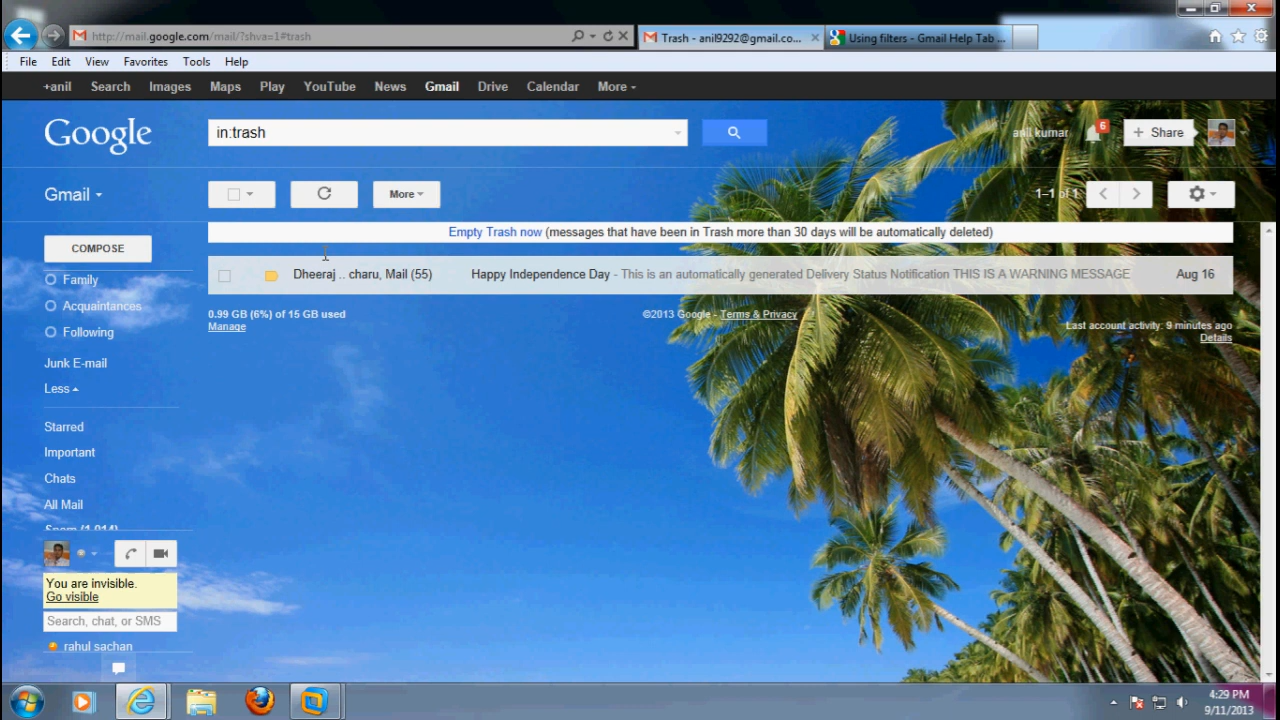 http://mail.google.com/mail/?shva=1#trash
Trash - anil9292@gmail.co...
Using filters - Gmail Help Tab ...
File Edit View Favorites Tools Help
+anil Search Images Maps Play YouTube News Gmail Drive Calendar More
Google
in:trash
anil kumar
6
+ Share
Gmail
More
1–1 of 1
COMPOSE
Empty Trash now (messages that have been in Trash more than 30 days will be automatically deleted)
Family
Dheeraj .. charu, Mail (55) Happy Independence Day - This is an automatically generated Delivery Status Notification THIS IS A WARNING MESSAGE Aug 16
Acquaintances
0.99 GB (6%) of 15 GB used
Manage
©2013 Google - Terms & Privacy
Last account activity: 9 minutes ago
Details
Following
Junk E-mail
Less
Starred
Important
Chats
All Mail
Spam (1,914)
You are invisible.
Go visible
Search, chat, or SMS
rahul sachan
4:29 PM
9/11/2013